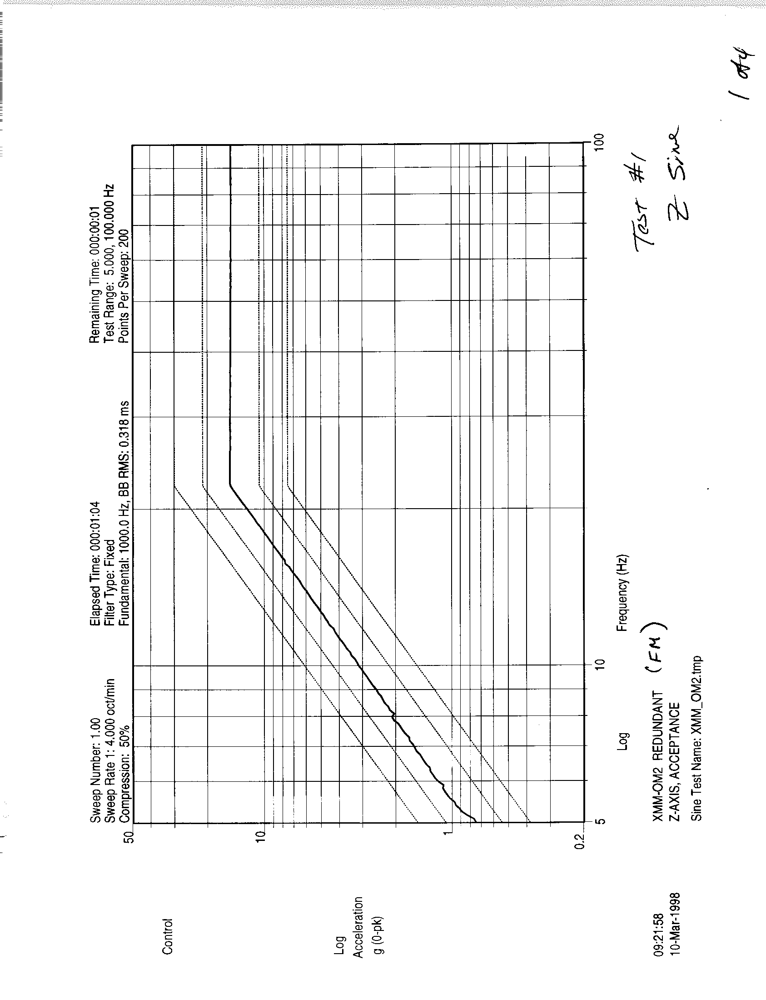 Sweep Number: 1.00
Sweep Rate 1: 4.000 oct/min
Compression: 50%
Elapsed Time: 000:01:04
Filter Type: Fixed
Fundamental: 1000.0 Hz, BB RMS: 0.318 ms
Remaining Time: 000:00:01
Test Range: 5.000, 100.000 Hz
Points Per Sweep: 200
Control
50
10
1
0.2
Log
Acceleration
g (0-pk)
5
10
100
Log
Frequency (Hz)
XMM-OM2 REDUNDANT (FM)
Z-AXIS, ACCEPTANCE
Sine Test Name: XMM_OM2.tmp
09:21:58
10-Mar-1998
Test #1
Z Sine
1 of 4